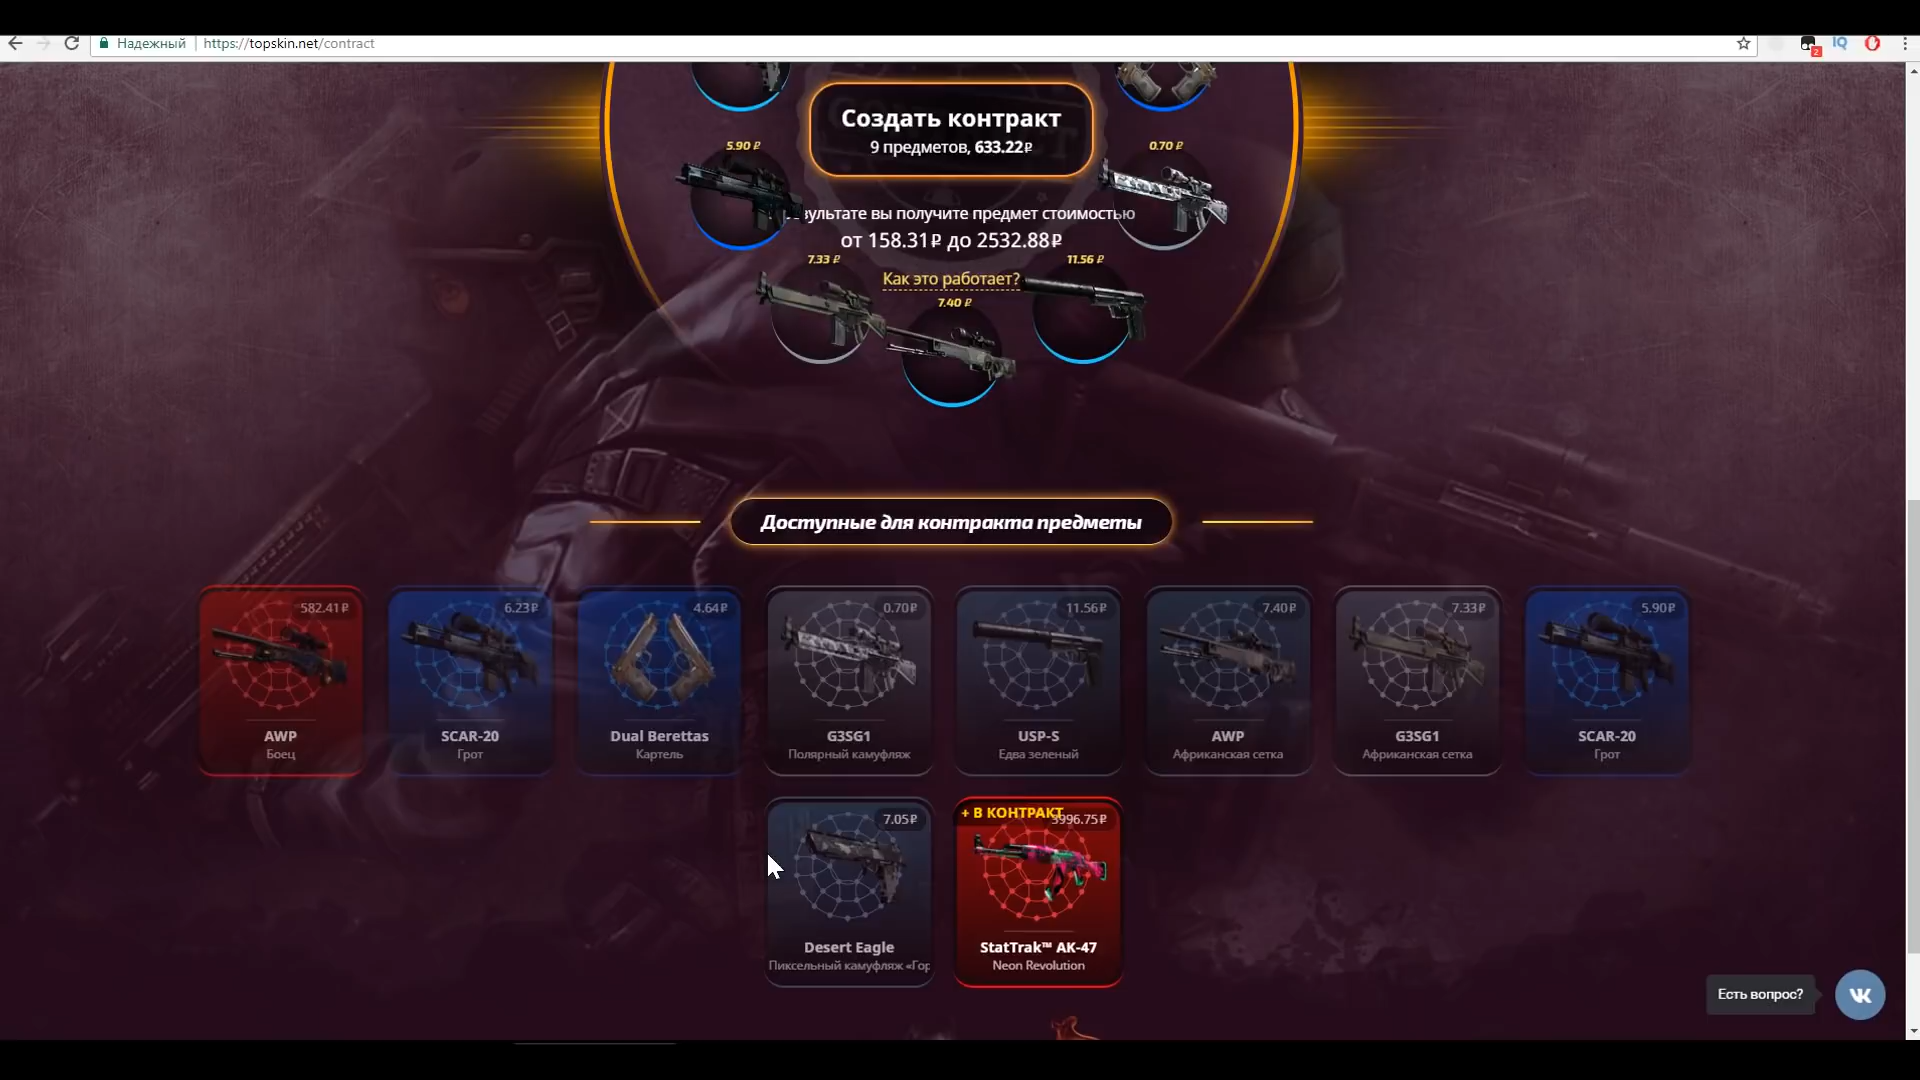 Надежный
https://topskin.net/contract
2
IQ
Создать контракт
9 предметов, 633.22₽
5.90 ₽
0.70 ₽
зультате вы получите предмет стоимостью
от 158.31₽ до 2532.88₽
7.33 ₽
11.56 ₽
Как это работает?
7.40 ₽
Доступные для контракта предметы
582.41₽
6.23₽
4.64₽
0.70₽
11.56₽
7.40₽
7.33₽
5.90₽
AWP
SCAR-20
Dual Berettas
G3SG1
USP-S
AWP
G3SG1
SCAR-20
Боец
Грот
Картель
Полярный камуфляж
Едва зеленый
Африканская сетка
Африканская сетка
Грот
7.05₽
+ В КОНТРАКТ
3996.75₽
Desert Eagle
StatTrak™ AK-47
Пиксельный камуфляж «Гор
Neon Revolution
Есть вопрос?